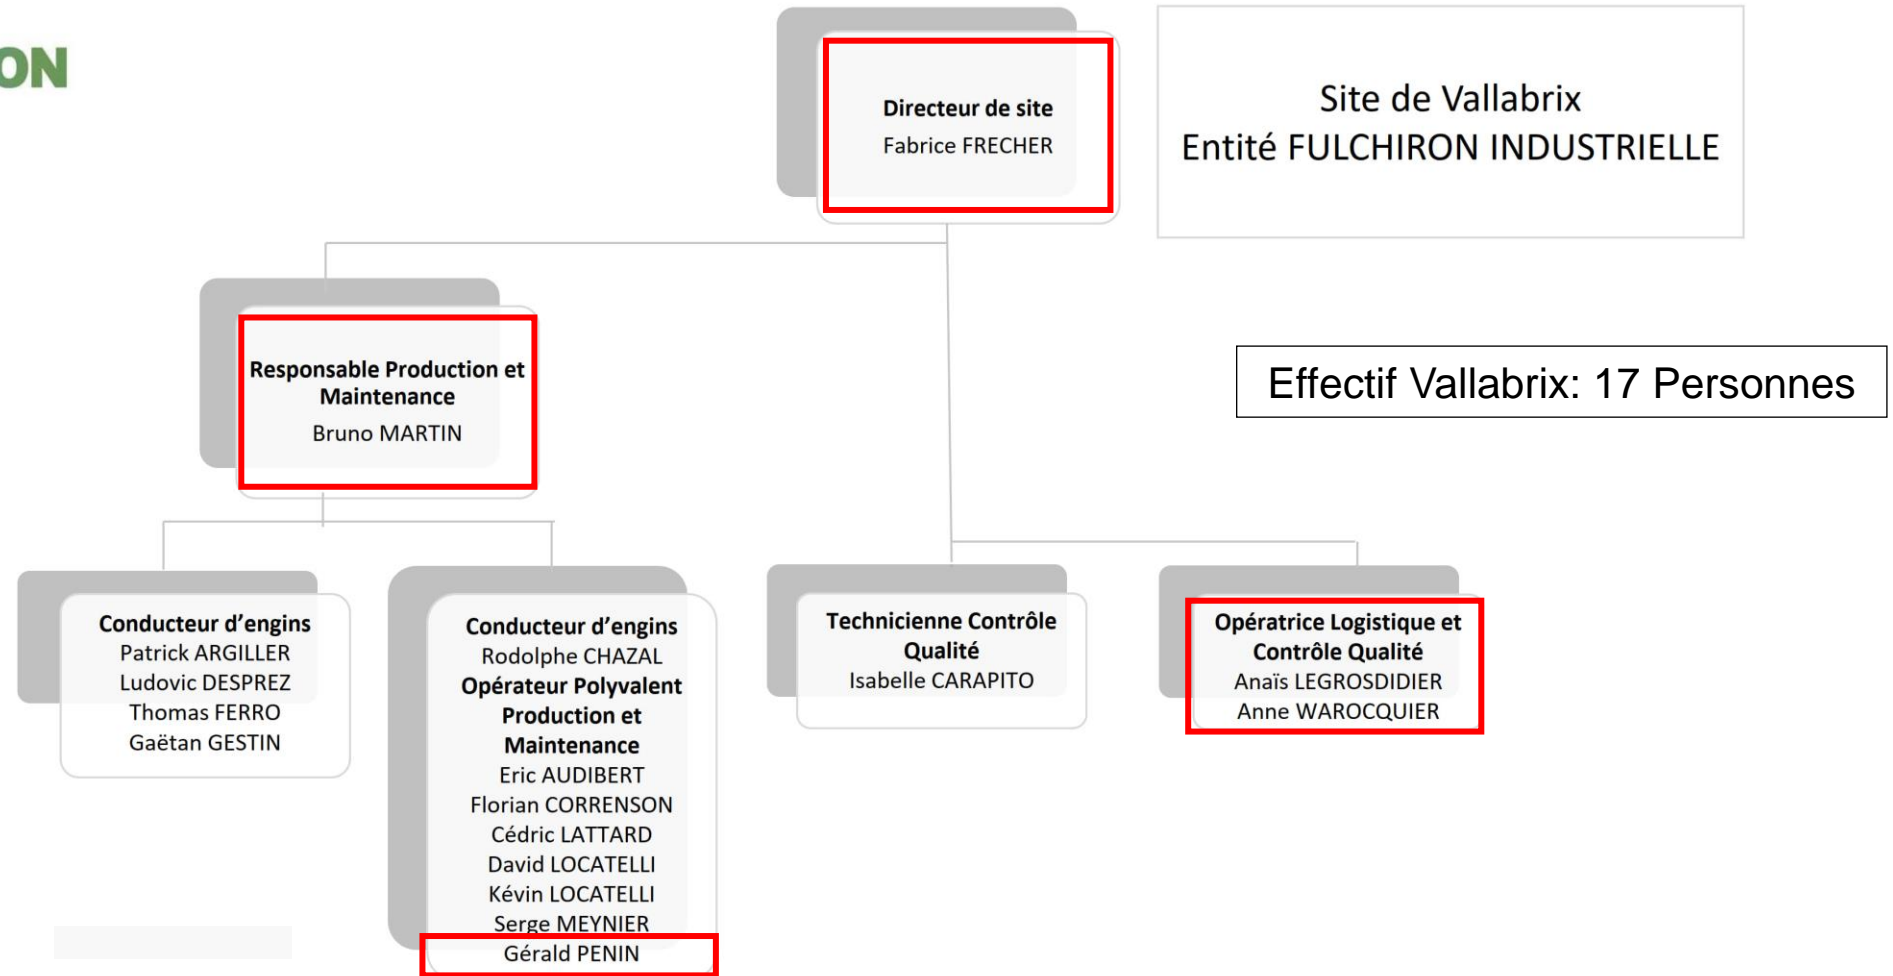 ON
Directeur de site
Fabrice FRECHER
Site de Vallabrix
Entité FULCHIRON INDUSTRIELLE
Responsable Production et
Maintenance
Bruno MARTIN
Effectif Vallabrix: 17 Personnes
Conducteur d'engins
Patrick ARGILLER
Ludovic DESPREZ
Thomas FERRO
Gaëtan GESTIN
Conducteur d'engins
Rodolphe CHAZAL
Opérateur Polyvalent
Production et
Maintenance
Eric AUDIBERT
Florian CORRENSON
Cédric LATTARD
David LOCATELLI
Kévin LOCATELLI
Serge MEYNIER
Gérald PENIN
Technicienne Contrôle
Qualité
Isabelle CARAPITO
Opératrice Logistique et
Contrôle Qualité
Anaïs LEGROSDIDIER
Anne WAROCQUIER